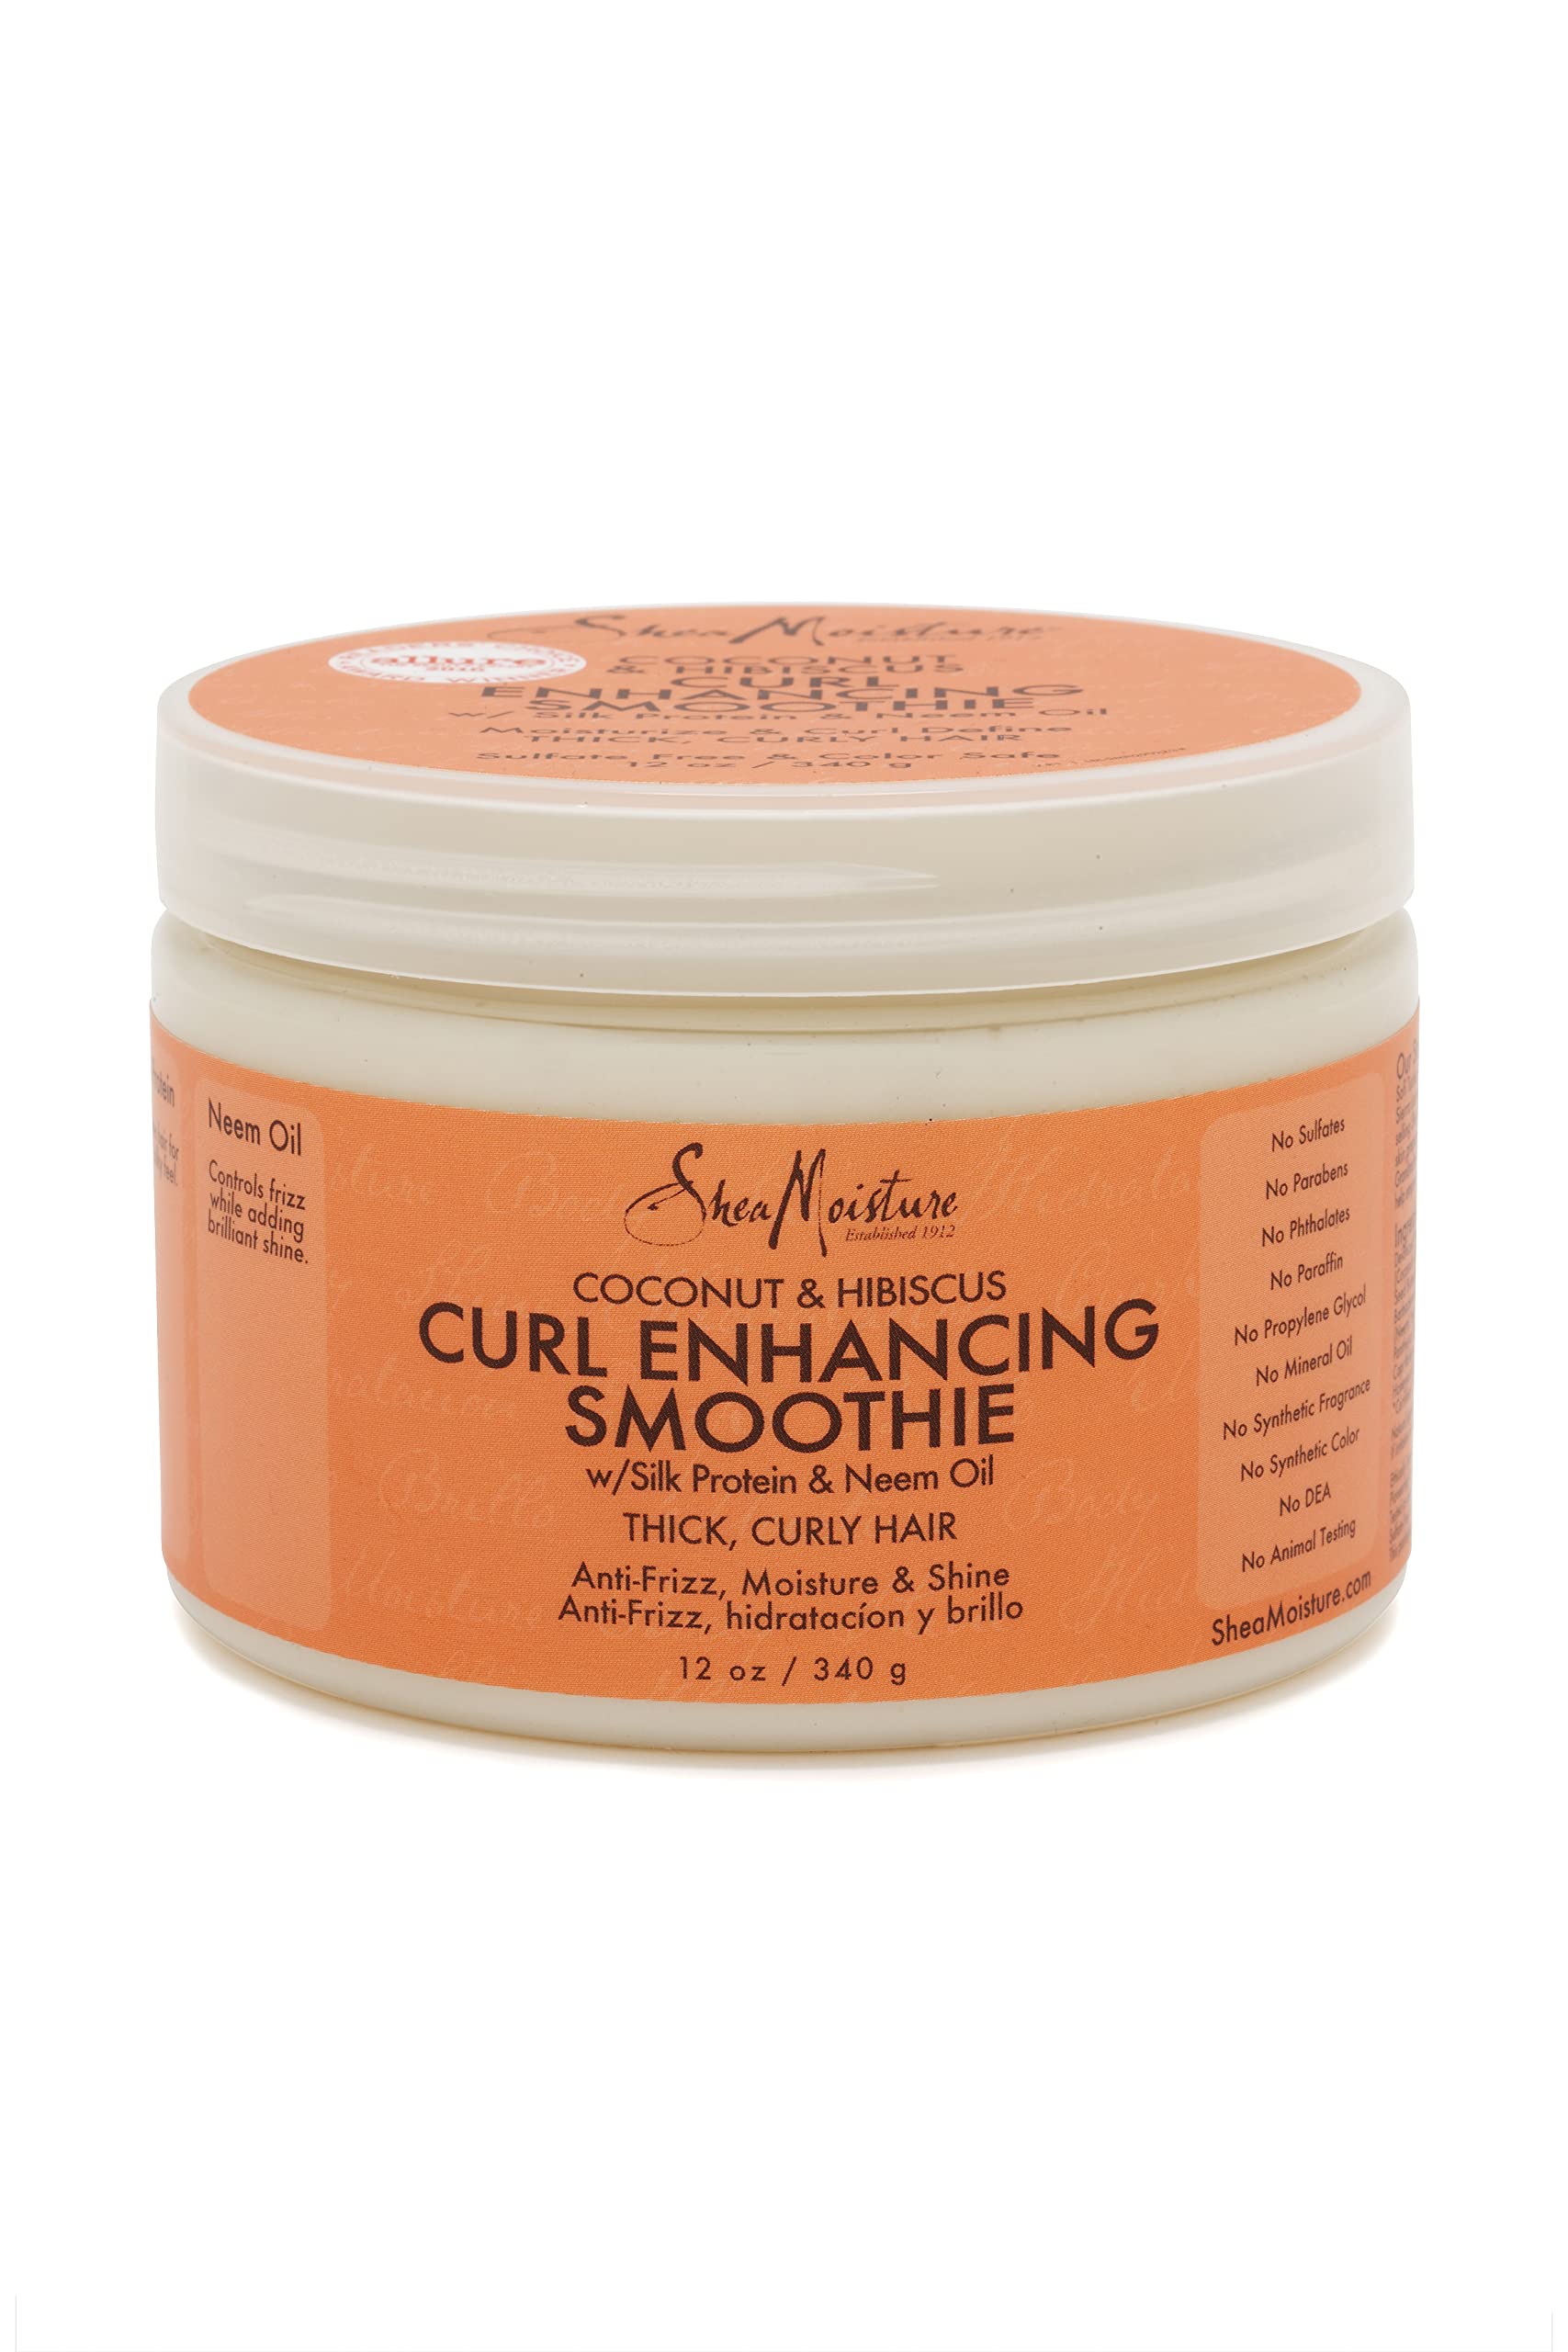 SheaMoisture
allure
COCONUT
& HIBISCUS
CURL
ENHANCING
SMOOTHIE
w/ Silk Protein & Neem Oil
Moisturize & Curl Define
THICK, CURLY HAIR
Sulfate Free & Color Safe
12 oz / 340 g
Neem Oil
Controls frizz
while adding
brilliant shine.
SheaMoisture
Established 1912
COCONUT & HIBISCUS
CURL ENHANCING
SMOOTHIE
w/Silk Protein & Neem Oil
THICK, CURLY HAIR
Anti-Frizz, Moisture & Shine
Anti-Frizz, hidratacíon y brillo
12 oz / 340 g
No Sulfates
No Parabens
No Phthalates
No Paraffin
No Propylene Glycol
No Mineral Oil
No Synthetic Fragrance
No Synthetic Color
No DEA
No Animal Testing
SheaMoisture.com